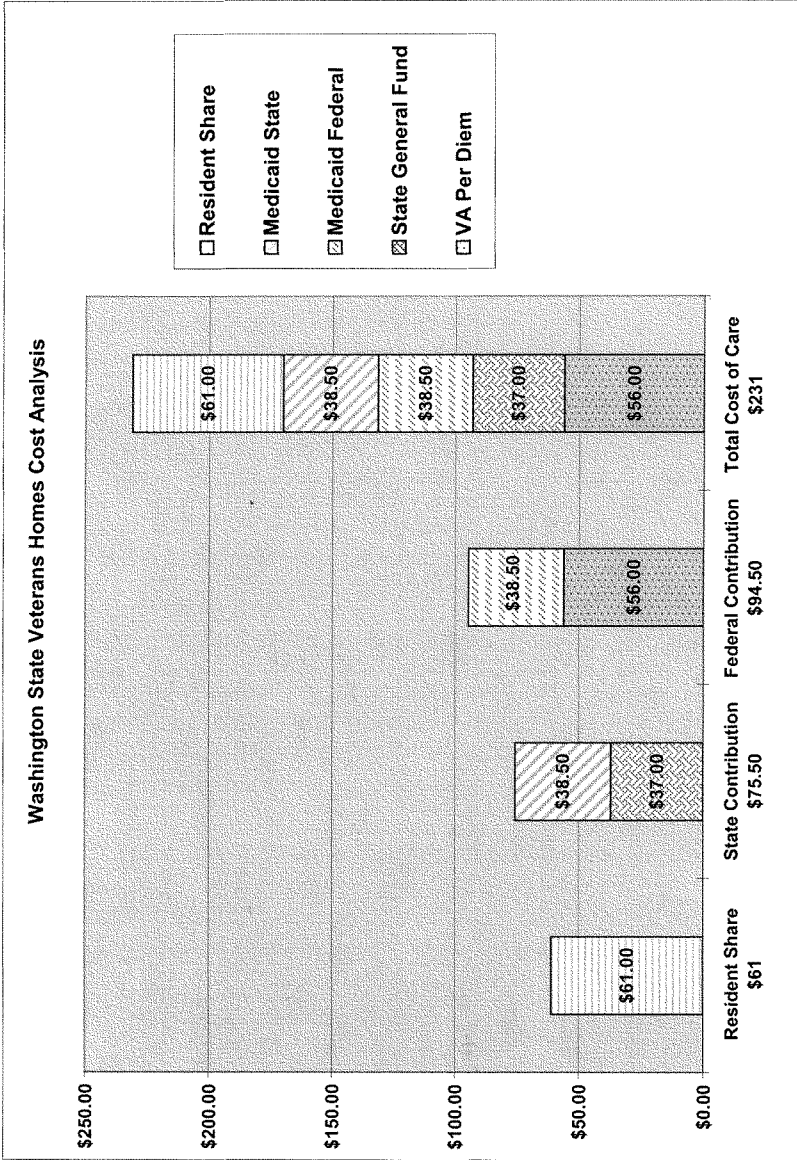 Washington State Veterans Homes Cost Analysis
$250.00
$200.00
$150.00
$100.00
$50.00
$0.00
$61.00
$38.50
$37.00
$38.50
$56.00
$61.00
$38.50
$38.50
$37.00
$56.00
Resident Share
$61
State Contribution
$75.50
Federal Contribution
$94.50
Total Cost of Care
$231
Resident Share
Medicaid State
Medicaid Federal
State General Fund
VA Per Diem